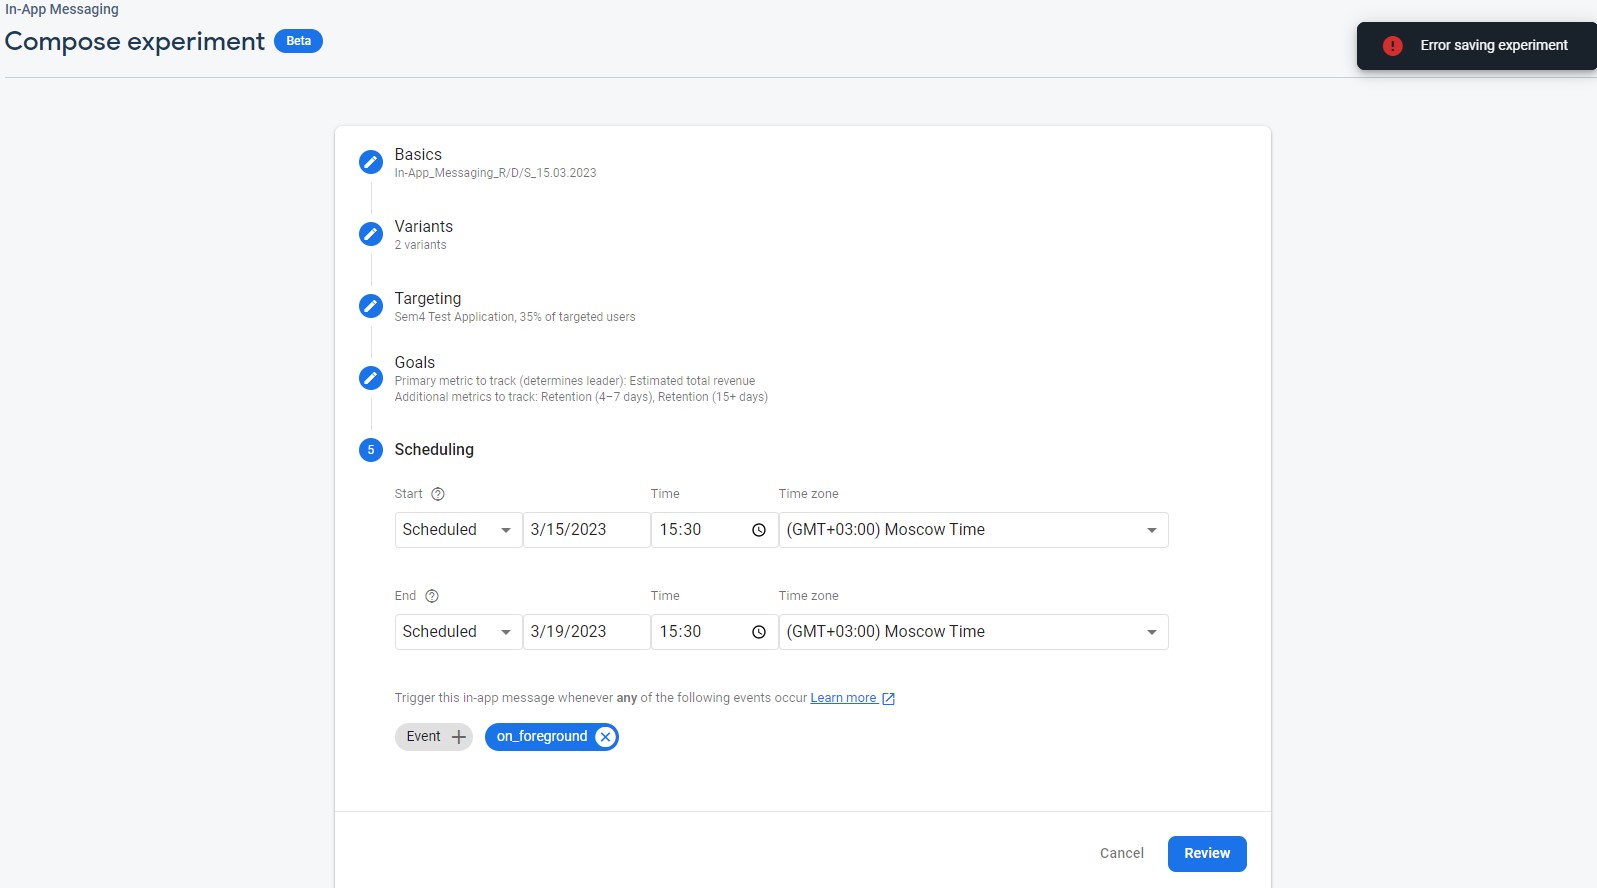 In-App Messaging
Compose experiment Beta
Error saving experiment
Basics
In-App_Messaging_R/D/S_15.03.2023
Variants
2 variants
Targeting
Sem4 Test Application, 35% of targeted users
Goals
Primary metric to track (determines leader): Estimated total revenue
Additional metrics to track: Retention (4–7 days), Retention (15+ days)
5 Scheduling
Start Time Time zone
Scheduled 3/15/2023 15:30 (GMT+03:00) Moscow Time
End Time Time zone
Scheduled 3/19/2023 15:30 (GMT+03:00) Moscow Time
Trigger this in-app message whenever any of the following events occur Learn more
Event on_foreground
Cancel Review